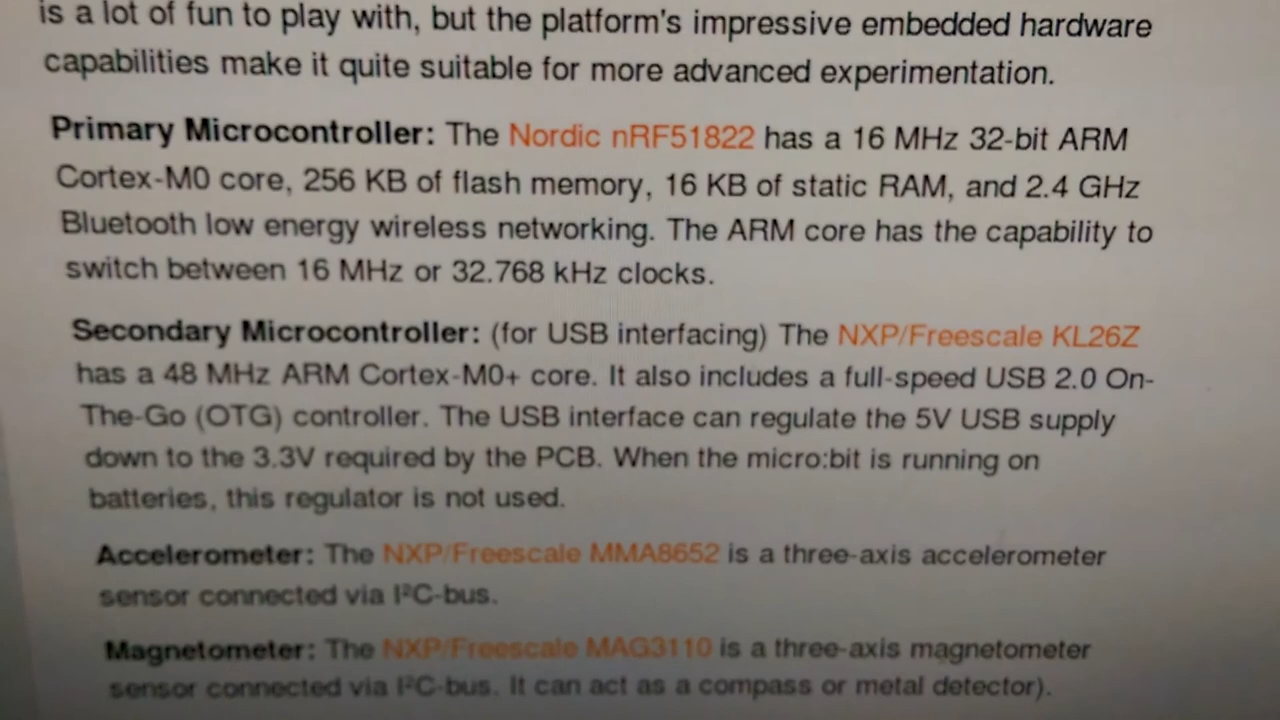 is a lot of fun to play with, but the platform's impressive embedded hardware
capabilities make it quite suitable for more advanced experimentation.
Primary Microcontroller: The Nordic nRF51822 has a 16 MHz 32-bit ARM
Cortex-M0 core, 256 KB of flash memory, 16 KB of static RAM, and 2.4 GHz
Bluetooth low energy wireless networking. The ARM core has the capability to
switch between 16 MHz or 32.768 kHz clocks.
Secondary Microcontroller: (for USB interfacing) The NXP/Freescale KL26Z
has a 48 MHz ARM Cortex-M0+ core. It also includes a full-speed USB 2.0 On-
The-Go (OTG) controller. The USB interface can regulate the 5V USB supply
down to the 3.3V required by the PCB. When the micro:bit is running on
batteries, this regulator is not used.
Accelerometer: The NXP/Freescale MMA8652 is a three-axis accelerometer
sensor connected via I²C-bus.
Magnetometer: The NXP/Freescale MAG3110 is a three-axis magnetometer
sensor connected via I²C-bus. It can act as a compass or metal detector).